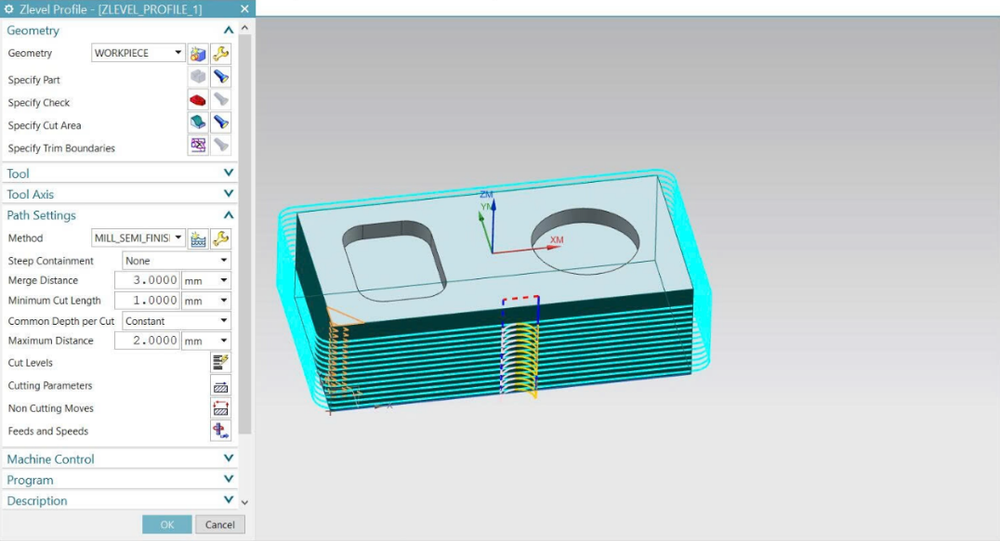 Zlevel Profile - [ZLEVEL_PROFILE_1]
Geometry
Geometry WORKPIECE
Specify Part
Specify Check
Specify Cut Area
Specify Trim Boundaries
Tool
Tool Axis
Path Settings
Method MILL_SEMI_FINIS
Steep Containment None
Merge Distance 3.0000 mm
Minimum Cut Length 1.0000 mm
Common Depth per Cut Constant
Maximum Distance 2.0000 mm
Cut Levels
Cutting Parameters
Non Cutting Moves
Feeds and Speeds
Machine Control
Program
Description
OK Cancel
ZM
YM
XM